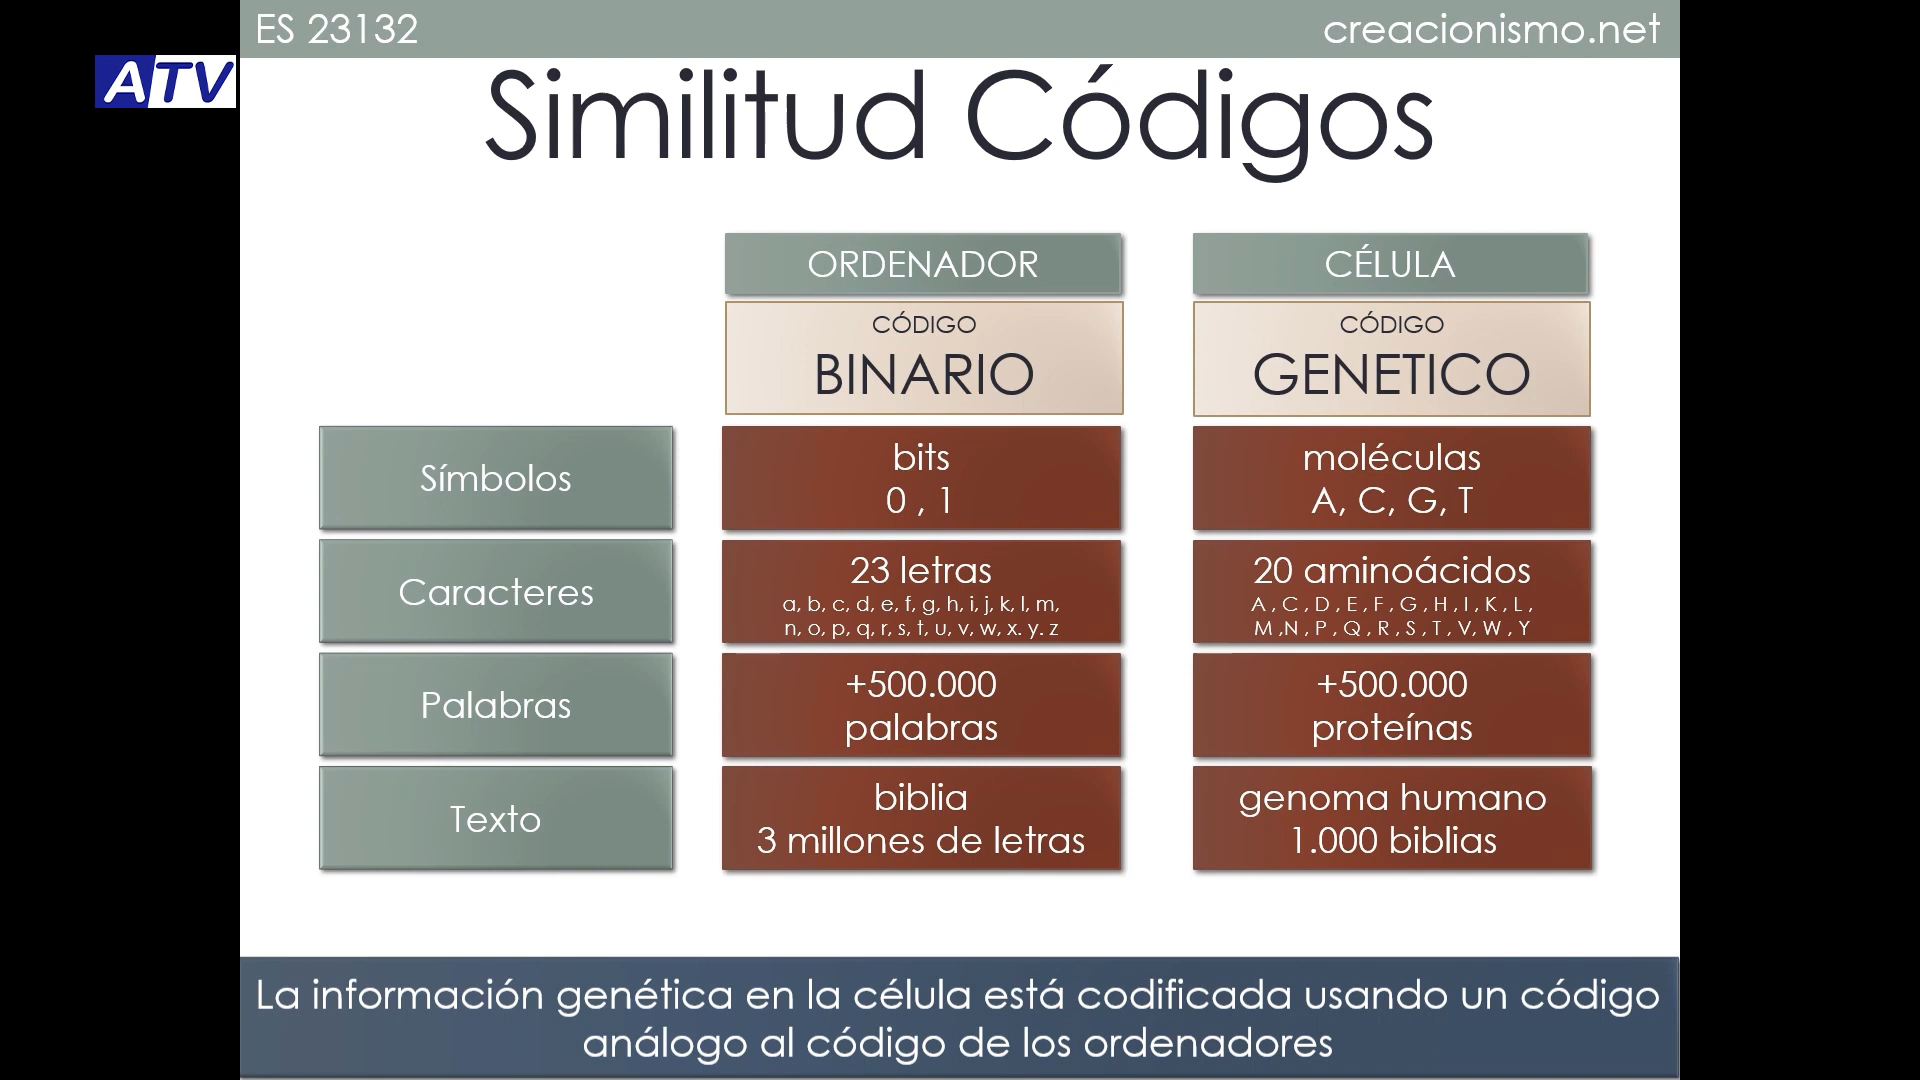 ES 23132
creacionismo.net
ATV
Similitud Códigos
ORDENADOR
CÉLULA
CÓDIGO
BINARIO
CÓDIGO
GENETICO
Símbolos
bits
0 , 1
moléculas
A, C, G, T
Caracteres
23 letras
a, b, c, d, e, f, g, h, i, j, k, l, m,
n, o, p, q, r, s, t, u, v, w, x. y. z
20 aminoácidos
A , C , D , E , F , G , H , I , K , L ,
M ,N , P , Q , R , S , T , V, W , Y
Palabras
+500.000
palabras
+500.000
proteínas
Texto
biblia
3 millones de letras
genoma humano
1.000 biblias
La información genética en la célula está codificada usando un código
análogo al código de los ordenadores